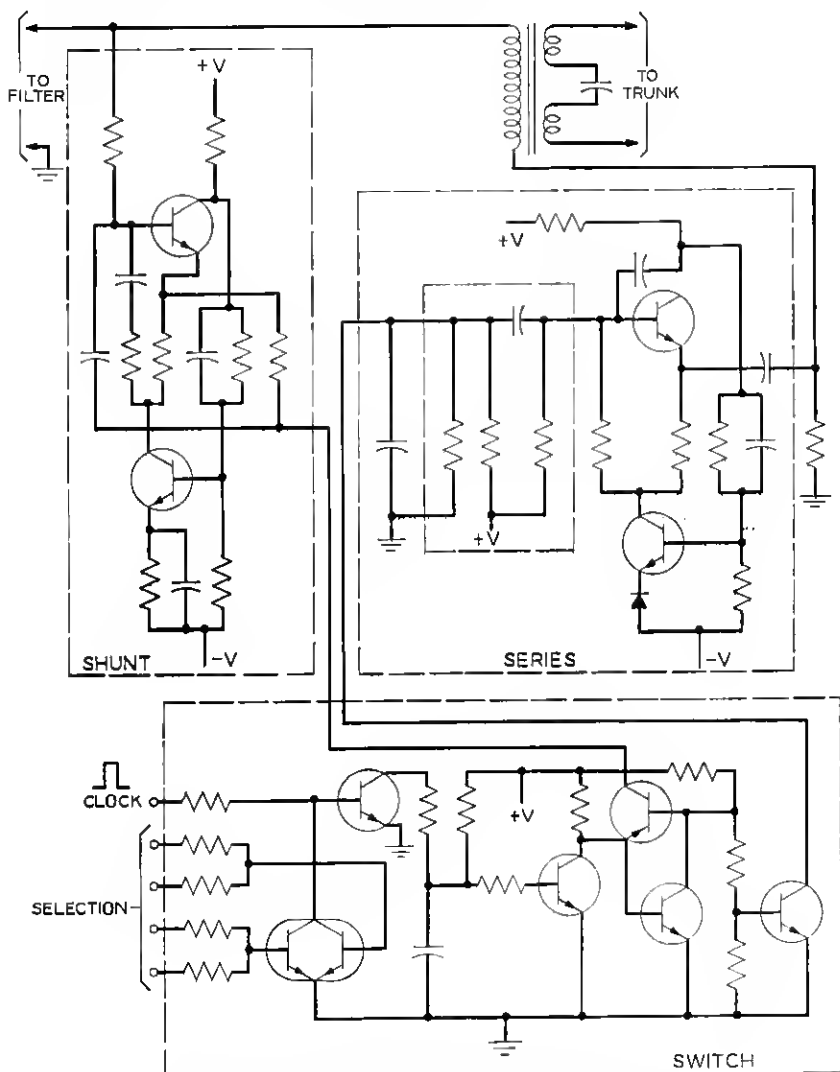 TO
FILTER
+V
TO
TRUNK
+V
+V
SHUNT
-V
SERIES
-V
CLOCK
+V
SELECTION
SWITCH